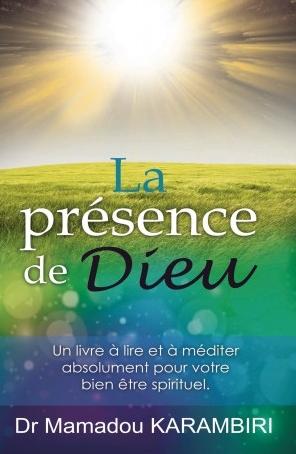 La
présence
de Dieu
Un livre à lire et à méditer
absolument pour votre
bien être spirituel.
Dr Mamadou KARAMBIRI